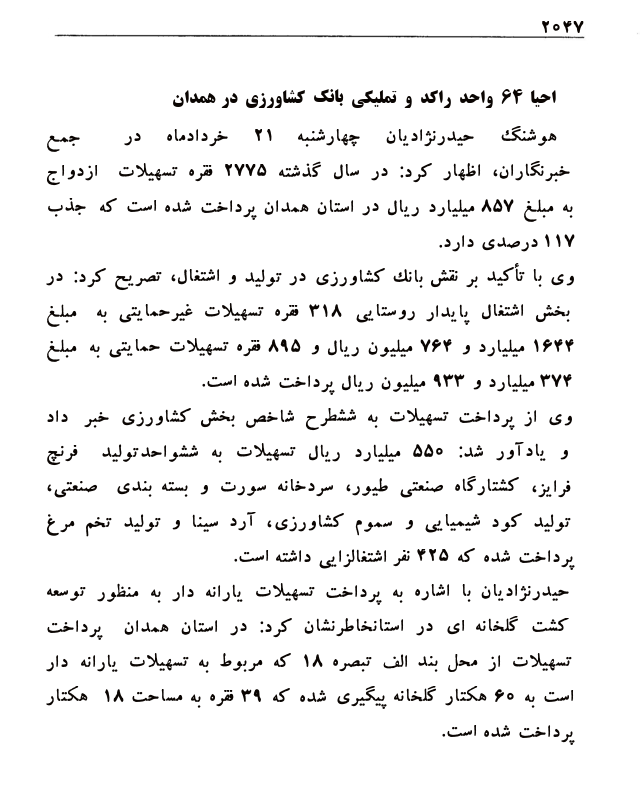 ۲۰۴۷
احیا ۶۴ واحد راکد و تملیکی بانک کشاورزی در همدان
هوشنگ حیدرنژادیان چهارشنبه ۲۱ خردادماه در جمع
خبرنگاران، اظهار کرد: در سال گذشته ۲۷۷۵ فقره تسهیلات ازدواج
به مبلغ ۸۵۷ میلیارد ریال در استان همدان پرداخت شده است که جذب
۱۱۷ درصدی دارد.
وی با تأکید بر نقش بانک کشاورزی در تولید و اشتغال، تصریح کرد: در
بخش اشتغال پایدار روستایی ۳۱۸ فقره تسهیلات غیرحمایتی به مبلغ
۱۶۴۴ میلیارد و ۷۶۴ میلیون ریال و ۸۹۵ فقره تسهیلات حمایتی به مبلغ
۳۷۴ میلیارد و ۹۳۳ میلیون ریال پرداخت شده است.
وی از پرداخت تسهیلات به ششطرح شاخص بخش کشاورزی خبر داد
و یادآور شد: ۵۵۰ میلیارد ریال تسهیلات به ششواحدتولید فرنچ
فرایز، کشتارگاه صنعتی طیور، سردخانه سورت و بسته بندی صنعتی،
تولید کود شیمیایی و سموم کشاورزی، آرد سینا و تولید تخم مرغ
پرداخت شده که ۴۲۵ نفر اشتغالزایی داشته است.
حیدرنژادیان با اشاره به پرداخت تسهیلات یارانه دار به منظور توسعه
کشت گلخانه ای در استانخاطرنشان کرد: در استان همدان پرداخت
تسهیلات از محل بند الف تبصره ۱۸ که مربوط به تسهیلات یارانه دار
است به ۶۰ هکتار گلخانه پیگیری شده که ۳۹ فقره به مساحت ۱۸ هکتار
پرداخت شده است.